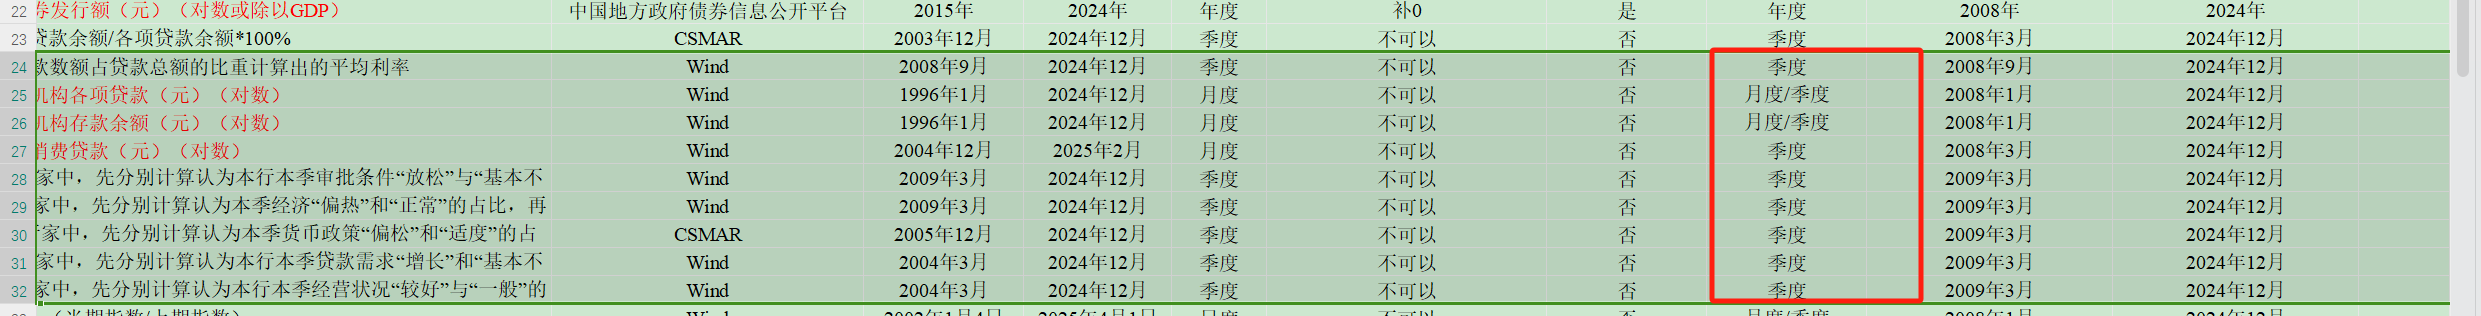 22 券发行额（元）（对数或除以GDP） 中国地方政府债券信息公开平台 2015年 2024年 年度 补0 是 年度 2008年 2024年
23 贷款余额/各项贷款余额*100% CSMAR 2003年12月 2024年12月 季度 不可以 否 季度 2008年3月 2024年12月
24 款数额占贷款总额的比重计算出的平均利率 Wind 2008年9月 2024年12月 季度 不可以 否 季度 2008年9月 2024年12月
25 机构各项贷款（元）（对数） Wind 1996年1月 2024年12月 月度 不可以 否 月度/季度 2008年1月 2024年12月
26 机构存款余额（元）（对数） Wind 1996年1月 2024年12月 月度 不可以 否 月度/季度 2008年1月 2024年12月
27 消费贷款（元）（对数） Wind 2004年12月 2025年2月 月度 不可以 否 季度 2008年3月 2024年12月
28 家中，先分别计算认为本行本季审批条件“放松”与“基本不 Wind 2009年3月 2024年12月 季度 不可以 否 季度 2009年3月 2024年12月
29 家中，先分别计算认为本季经济“偏热”和“正常”的占比，再 Wind 2009年3月 2024年12月 季度 不可以 否 季度 2009年3月 2024年12月
30 家中，先分别计算认为本季货币政策“偏松”和“适度”的占 CSMAR 2005年12月 2024年12月 季度 不可以 否 季度 2009年3月 2024年12月
31 家中，先分别计算认为本行本季贷款需求“增长”和“基本不 Wind 2004年3月 2024年12月 季度 不可以 否 季度 2009年3月 2024年12月
32 家中，先分别计算认为本行本季经营状况“较好”与“一般”的 Wind 2004年3月 2024年12月 季度 不可以 否 季度 2009年3月 2024年12月